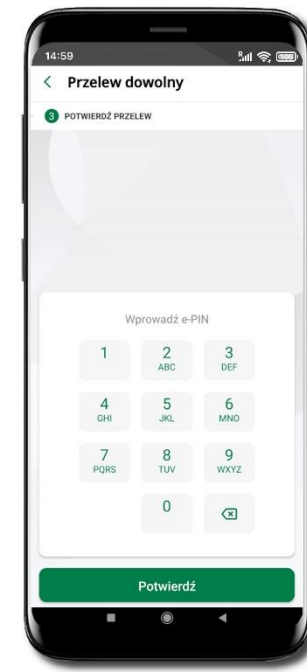 14:59
Przelew dowolny
3 POTWIERDŹ PRZELEW
Wprowadź e-PIN
1 2 3
ABC DEF
4 5 6
GHI JKL MNO
7 8 9
PQRS TUV WXYZ
0
Potwierdź